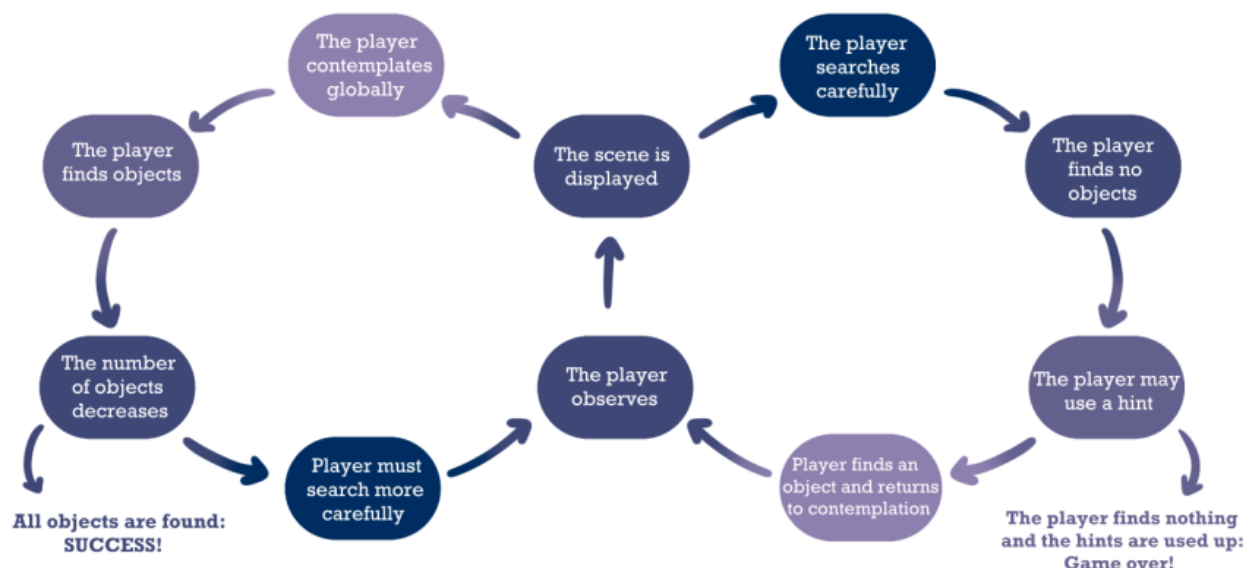 The player
contemplates
globally
The player
searches
carefully
The player
finds objects
The scene is
displayed
The player
finds no
objects
The number
of objects
decreases
The player
observes
The player may
use a hint
Player must
search more
carefully
Player finds an
object and returns
to contemplation
All objects are found:
SUCCESS!
The player finds nothing
and the hints are used up:
Game over!